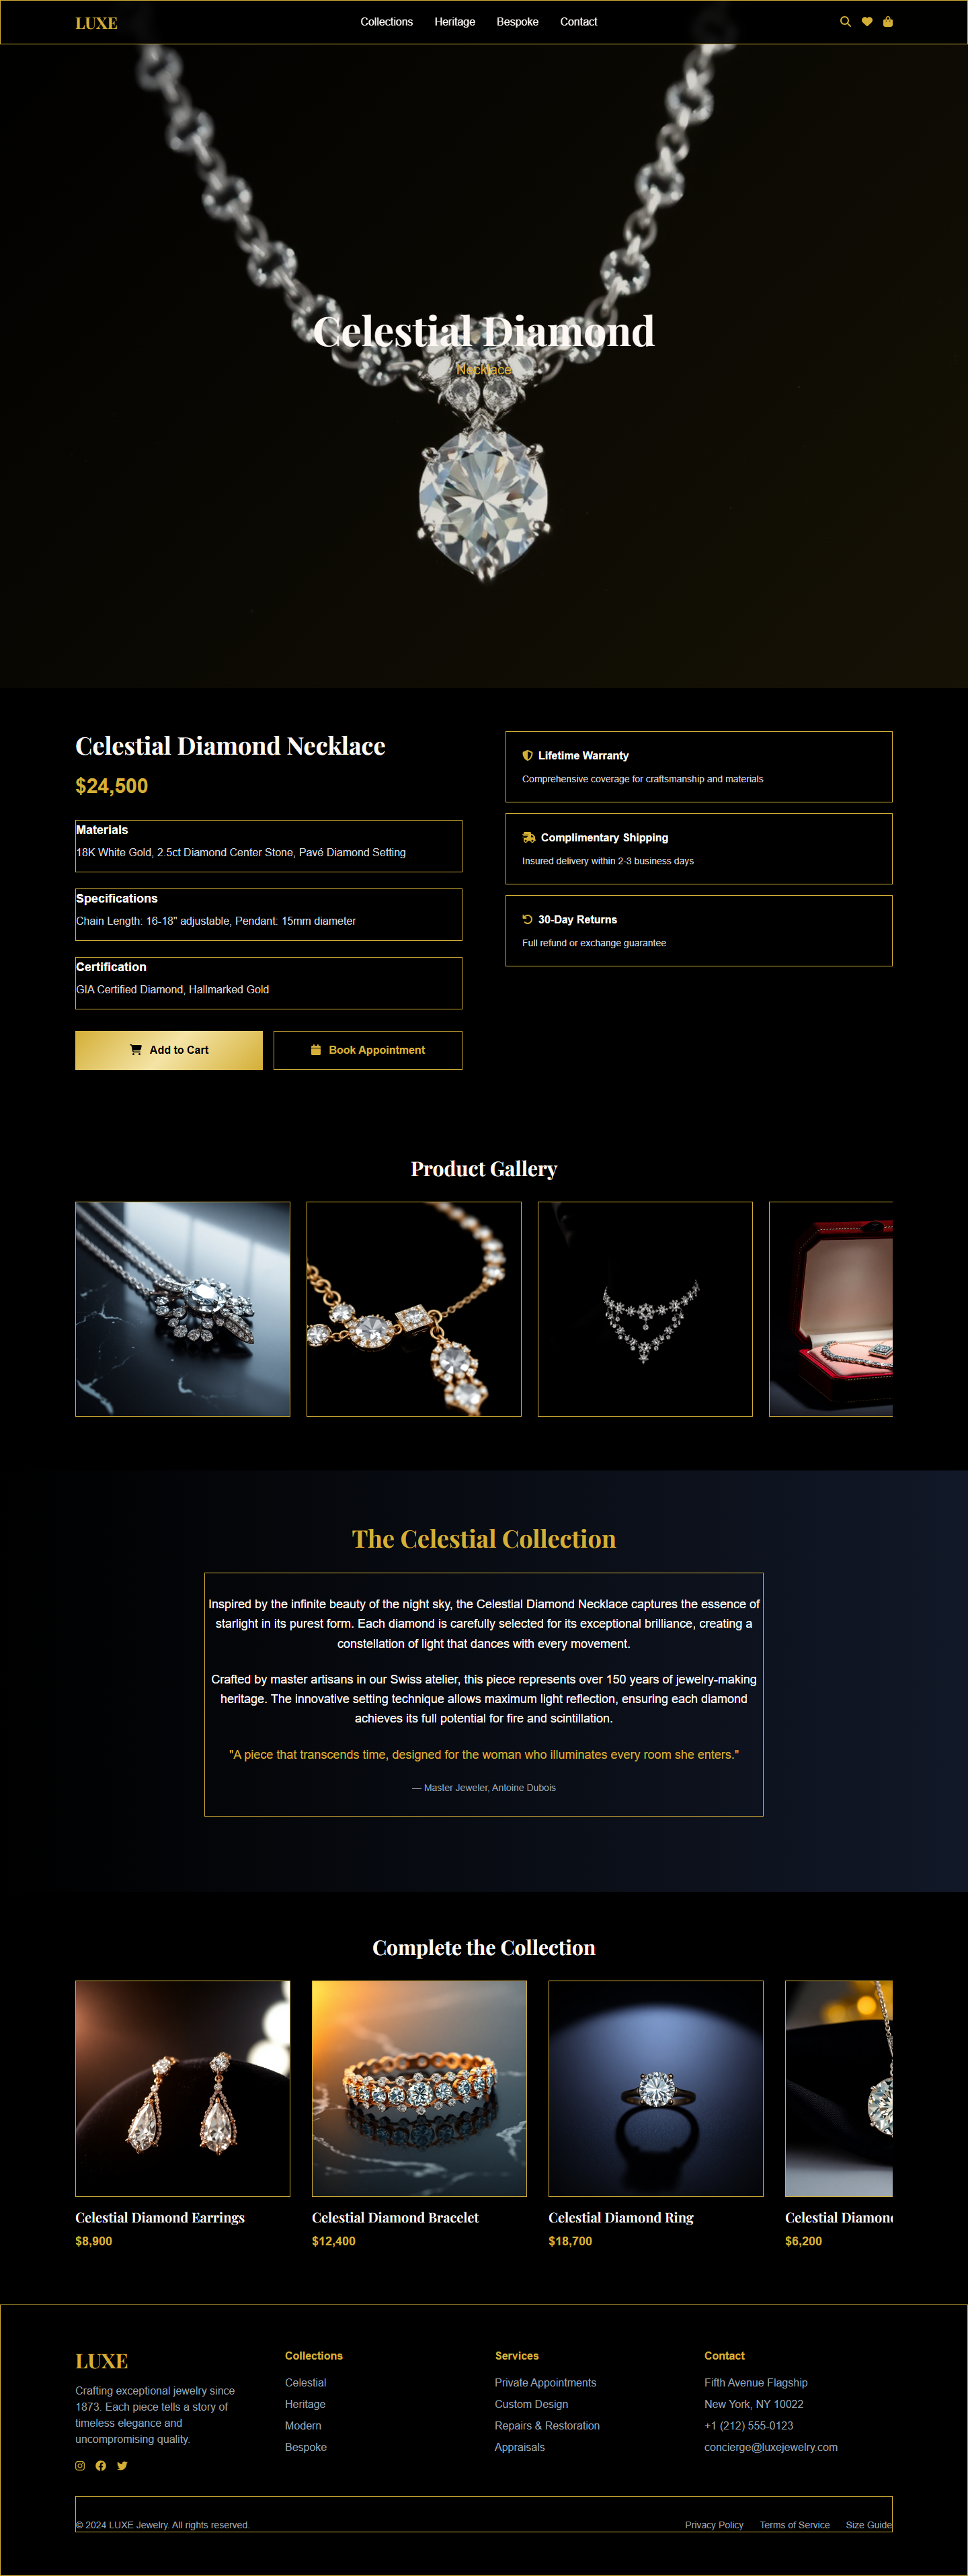 LUXE
Collections Heritage Bespoke Contact
Celestial Diamond
Necklace
Celestial Diamond Necklace
$24,500
Materials
18K White Gold, 2.5ct Diamond Center Stone, Pavé Diamond Setting
Specifications
Chain Length: 16-18" adjustable, Pendant: 15mm diameter
Certification
GIA Certified Diamond, Hallmarked Gold
Add to Cart
Book Appointment
Lifetime Warranty
Comprehensive coverage for craftsmanship and materials
Complimentary Shipping
Insured delivery within 2-3 business days
30-Day Returns
Full refund or exchange guarantee
Product Gallery
The Celestial Collection
Inspired by the infinite beauty of the night sky, the Celestial Diamond Necklace captures the essence of
starlight in its purest form. Each diamond is carefully selected for its exceptional brilliance, creating a
constellation of light that dances with every movement.
Crafted by master artisans in our Swiss atelier, this piece represents over 150 years of jewelry-making
heritage. The innovative setting technique allows maximum light reflection, ensuring each diamond
achieves its full potential for fire and scintillation.
"A piece that transcends time, designed for the woman who illuminates every room she enters."
— Master Jeweler, Antoine Dubois
Complete the Collection
Celestial Diamond Earrings
$8,900
Celestial Diamond Bracelet
$12,400
Celestial Diamond Ring
$18,700
Celestial Diamon
$6,200
LUXE
Crafting exceptional jewelry since
1873. Each piece tells a story of
timeless elegance and
uncompromising quality.
Collections
Celestial
Heritage
Modern
Bespoke
Services
Private Appointments
Custom Design
Repairs & Restoration
Appraisals
Contact
Fifth Avenue Flagship
New York, NY 10022
+1 (212) 555-0123
concierge@luxejewelry.com
© 2024 LUXE Jewelry. All rights reserved.
Privacy Policy Terms of Service Size Guide